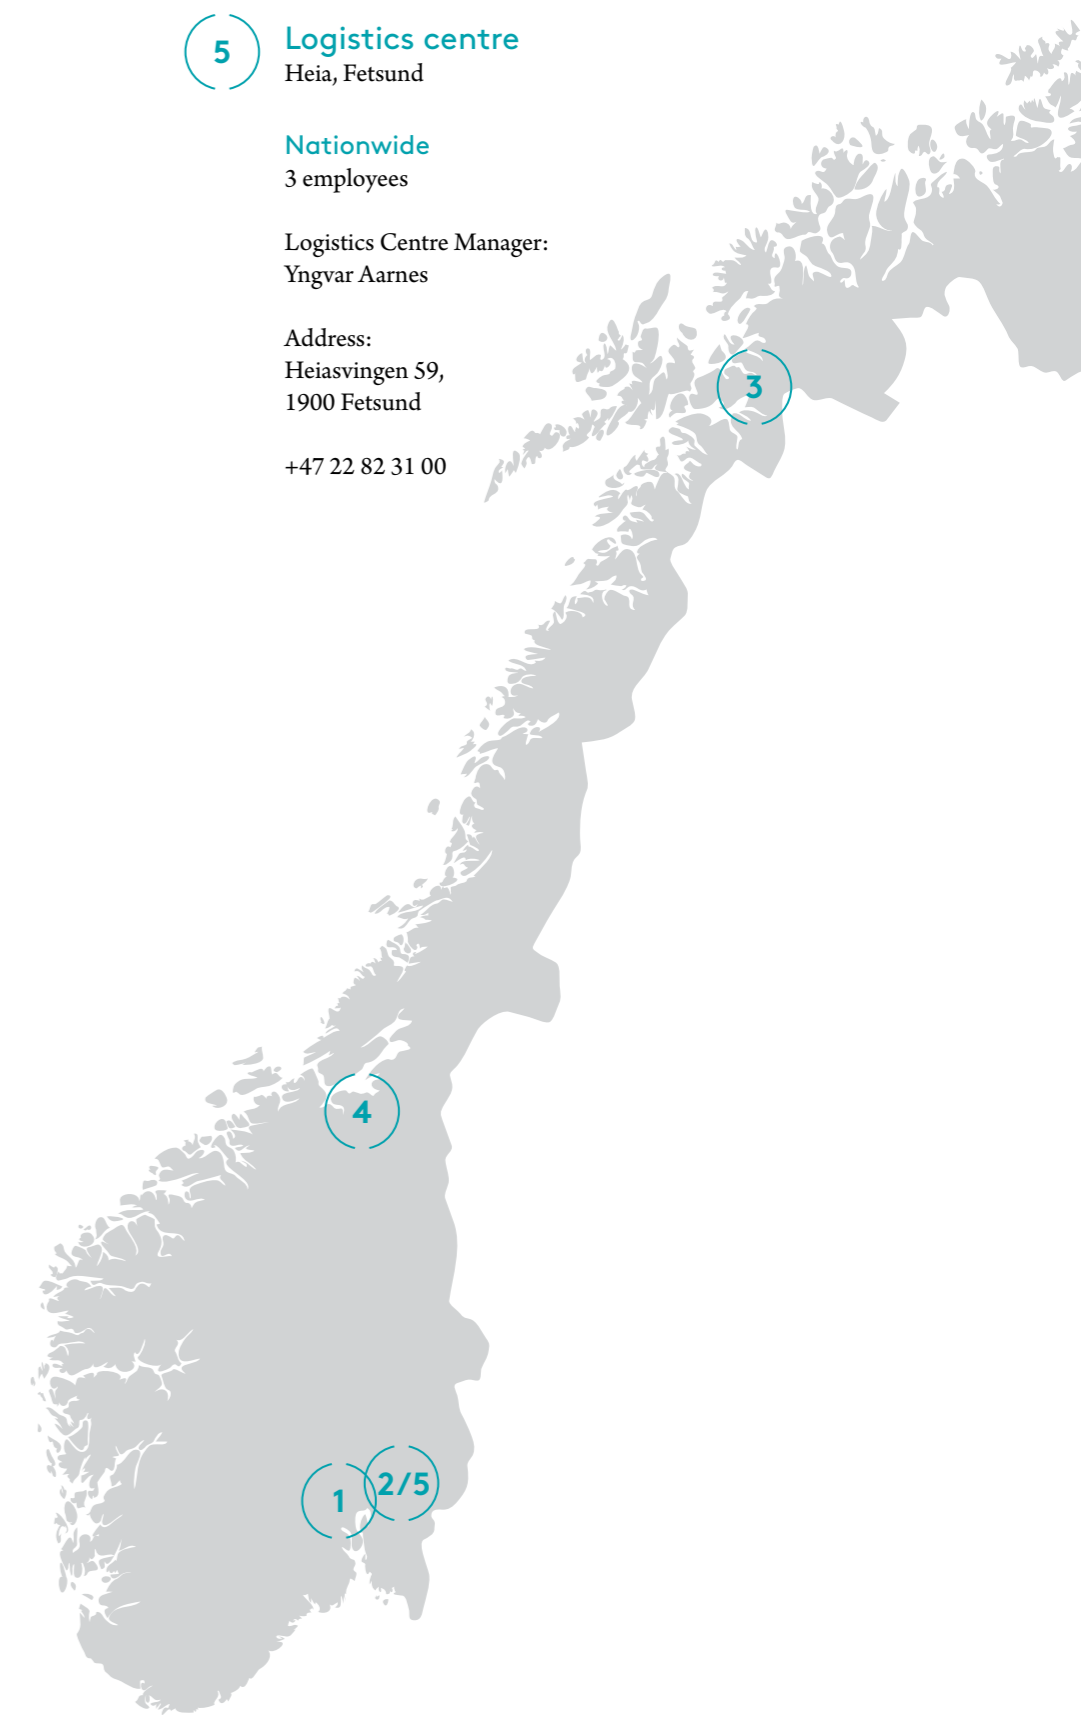 5
Logistics centre
Heia, Fetsund
Nationwide
3 employees
Logistics Centre Manager:
Yngvar Aarnes
Address:
Heiasvingen 59,
1900 Fetsund
+47 22 82 31 00
3
4
1
2/5